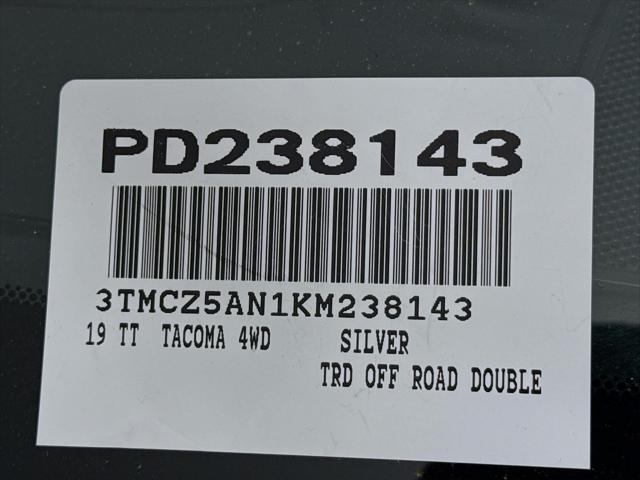 PD238143
3TMCZ5AN1KM238143
19 TT TACOMA 4WD SILVER
TRD OFF ROAD DOUBLE